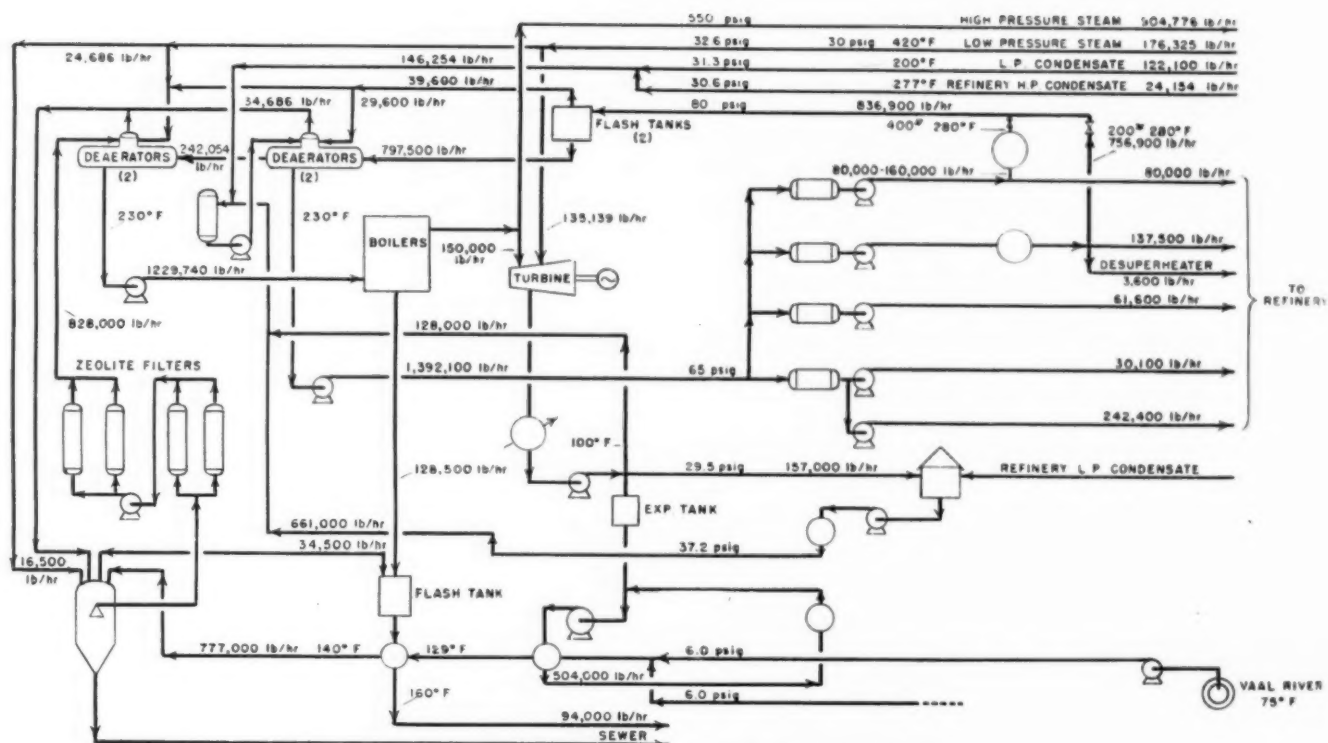 550 psig HIGH PRESSURE STEAM 904,776 lb/hr
24,686 lb/hr 32.6 psig 30 psig 420°F LOW PRESSURE STEAM 176,325 lb/hr
146,254 lb/hr 31.3 psig 200°F L.P. CONDENSATE 122,100 lb/hr
39,600 lb/hr 30.6 psig 277°F REFINERY H.P CONDENSATE 24,154 lb/hr
34,686 lb/hr 29,600 lb/hr 80 psig 836,900 lb/hr
FLASH TANKS
(2)
400# 280°F
200# 280°F
756,900 lb/hr
DEAERATORS
(2)
242,054
lb/hr
DEAERATORS
(2)
797,500 lb/hr
80,000-160,000 lb/hr 80,000 lb/hr
230°F
230°F
BOILERS
135,139 lb/hr
150,000
lb/hr
TURBINE
137,500 lb/hr
DESUPERHEATER
3,600 lb/hr
1229,740 lb/hr
61,600 lb/hr
TO
REFINERY
828,000 lb/hr
128,000 lb/hr
ZEOLITE FILTERS
1,392,100 lb/hr 65 psig
30,100 lb/hr
242,400 lb/hr
100°F
128,500 lb/hr
29.5 psig 157,000 lb/hr
REFINERY L.P CONDENSATE
EXP TANK
661,000 lb/hr
37.2 psig
34,500 lb/hr
16,500
lb/hr
FLASH TANK
777,000 lb/hr 140°F
129°F
504,000 lb/hr
6.0 psig
6.0 psig
VAAL RIVER
75°F
160°F
94,000 lb/hr
SEWER